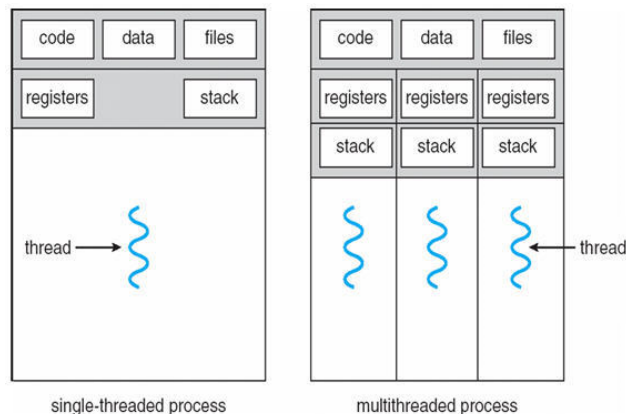 code data files
registers stack
thread
single-threaded process
code data files
registers registers registers
stack stack stack
thread
multithreaded process